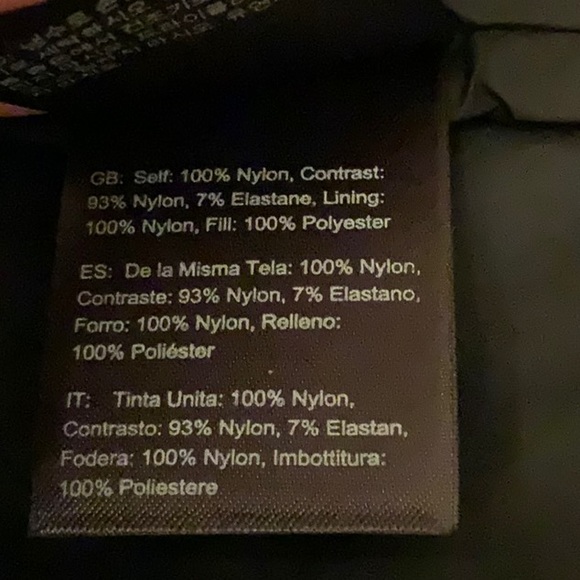 GB: Self: 100% Nylon, Contrast:
93% Nylon, 7% Elastane, Lining:
100% Nylon, Fill: 100% Polyester
ES: De la Misma Tela: 100% Nylon,
Contraste: 93% Nylon, 7% Elastano,
Forro: 100% Nylon, Relleno:
100% Poliéster
IT: Tinta Unita: 100% Nylon,
Contrasto: 93% Nylon, 7% Elastan,
Fodera: 100% Nylon, Imbottitura:
100% Poliestere